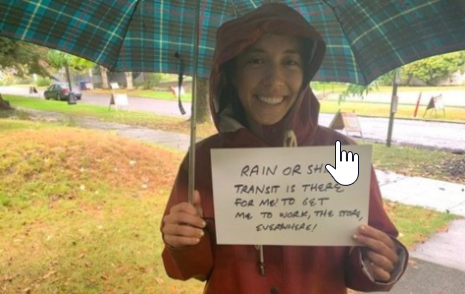 RAIN OR
TRANSIT IS THERE
FOR ME! TO GET
ME TO WORK, THE STORE,
EVERYWHERE!